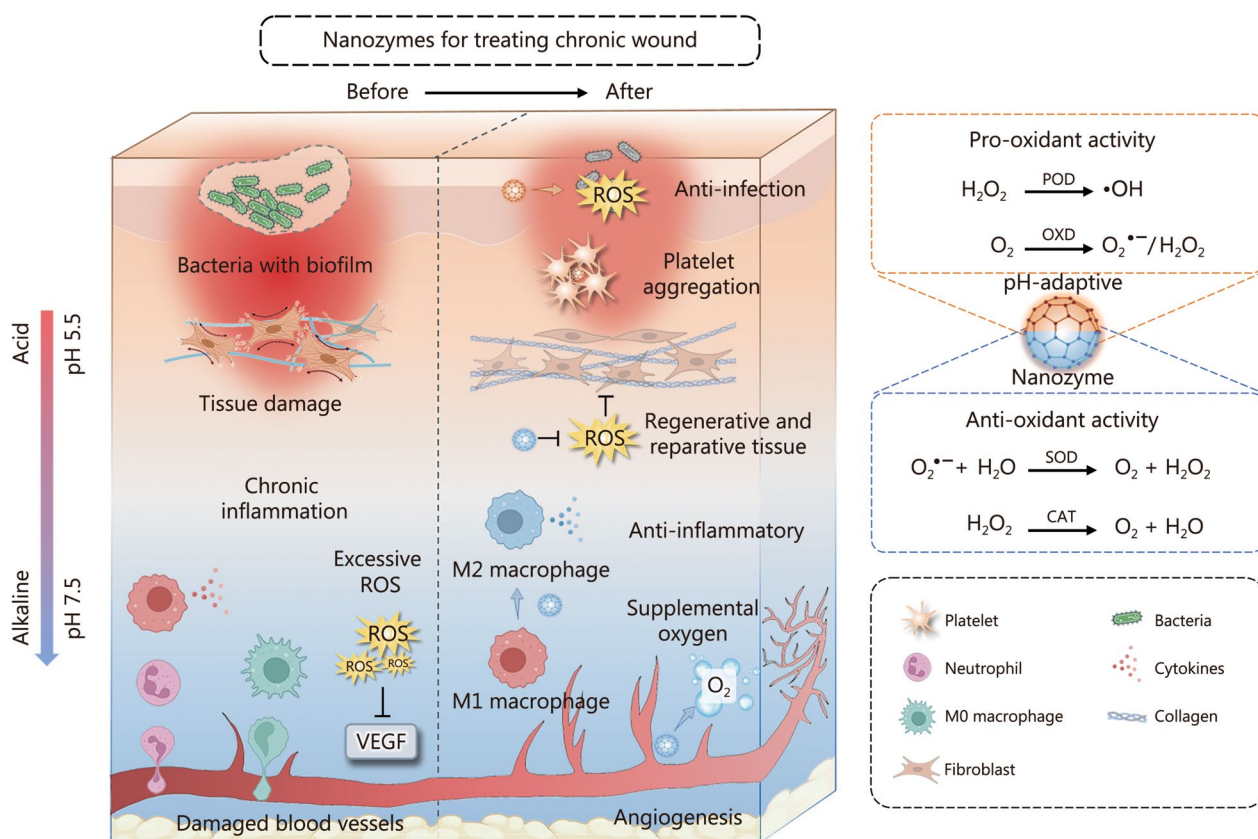 Nanozymes for treating chronic wound
Before
After
Acid
pH 5.5
Alkaline
pH 7.5
Bacteria with biofilm
Tissue damage
Chronic
inflammation
Excessive
ROS
ROS
ROS
ROS
VEGF
Damaged blood vessels
ROS
Anti-infection
Platelet
aggregation
ROS
Regenerative and
reparative tissue
Anti-inflammatory
M2 macrophage
M1 macrophage
Supplemental
oxygen
O₂
Angiogenesis
Pro-oxidant activity
H₂O₂ POD •OH
O₂ OXD O₂•⁻/H₂O₂
pH-adaptive
Nanozyme
Anti-oxidant activity
O₂•⁻ + H₂O SOD O₂ + H₂O₂
H₂O₂ CAT O₂ + H₂O
Platelet
Bacteria
Neutrophil
Cytokines
M0 macrophage
Collagen
Fibroblast